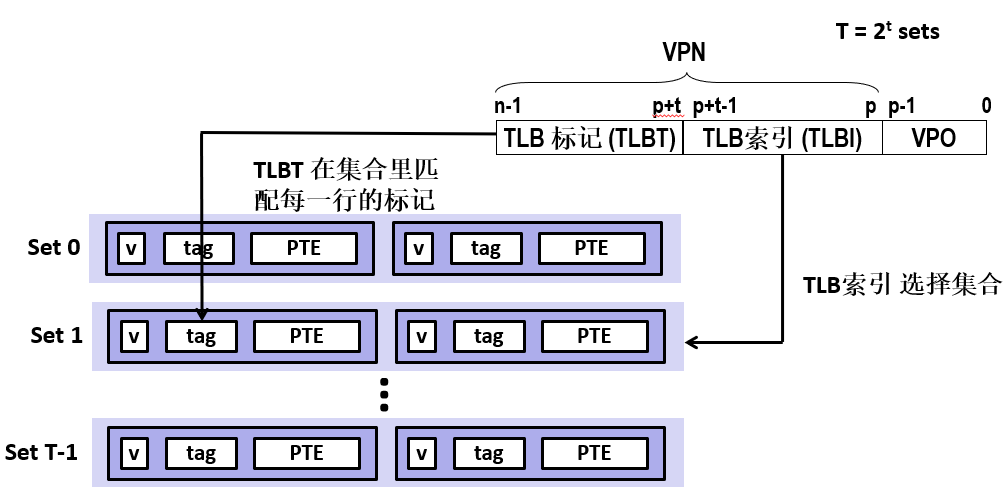 T = 2^t sets
VPN
n-1 p+t p+t-1 p p-1 0
TLB 标记 (TLBT) TLB索引 (TLBI) VPO
TLBT 在集合里匹
配每一行的标记
Set 0 v tag PTE v tag PTE
TLB索引 选择集合
Set 1 v tag PTE v tag PTE
Set T-1 v tag PTE v tag PTE